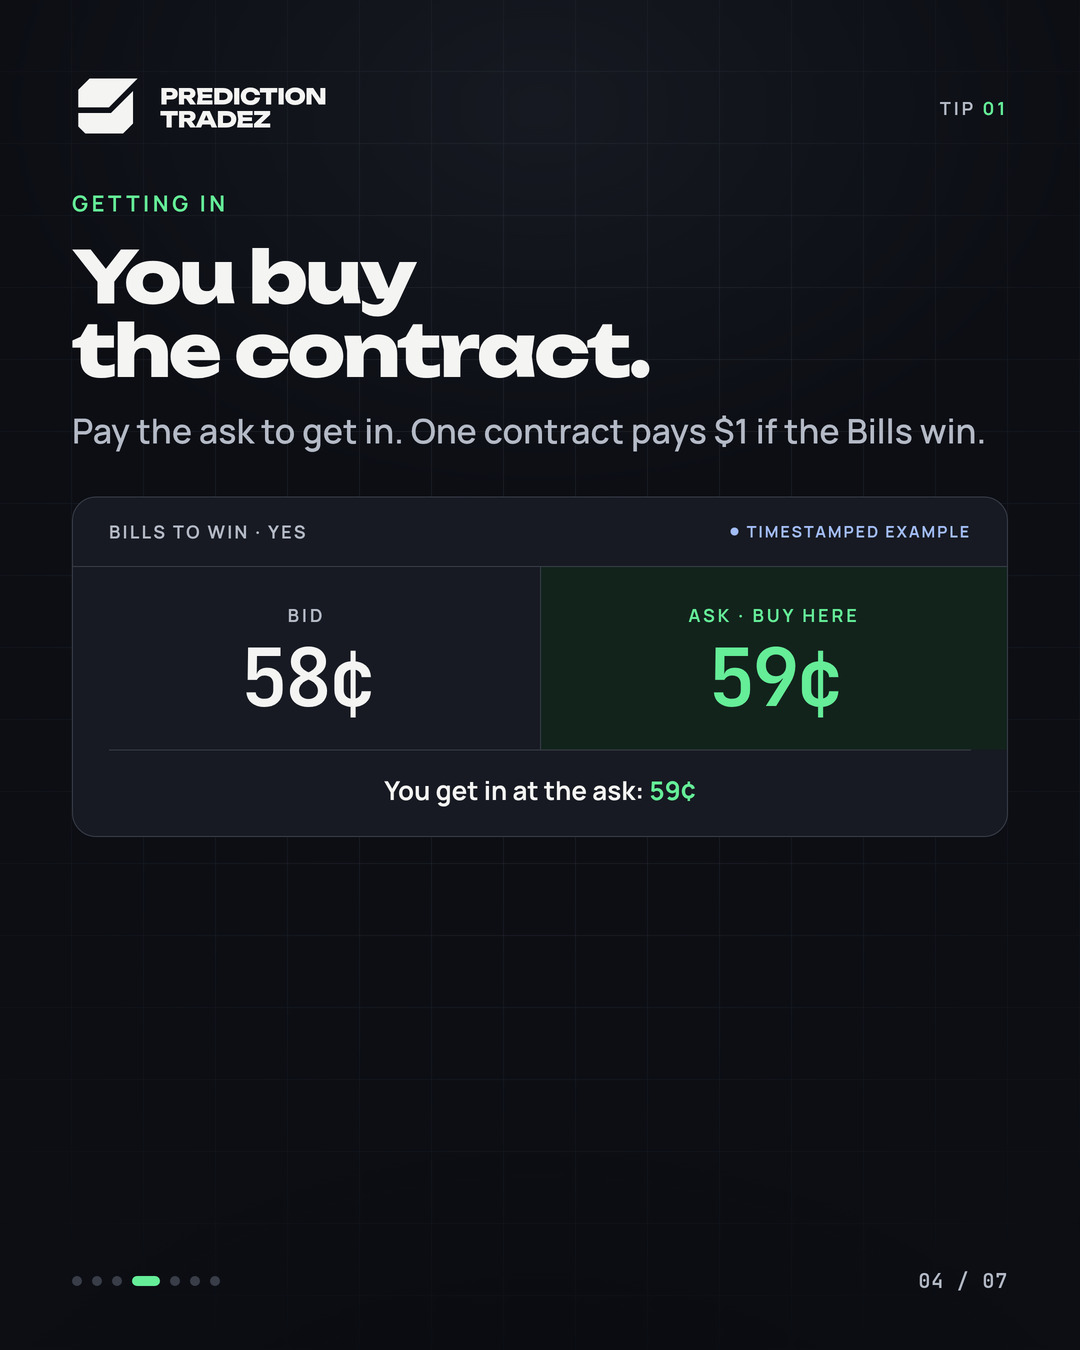 PREDICTION
TRADEZ
TIP 01
GETTING IN
You buy
the contract.
Pay the ask to get in. One contract pays $1 if the Bills win.
BILLS TO WIN · YES
TIMESTAMPED EXAMPLE
BID
58¢
ASK · BUY HERE
59¢
You get in at the ask: 59¢
04 / 07